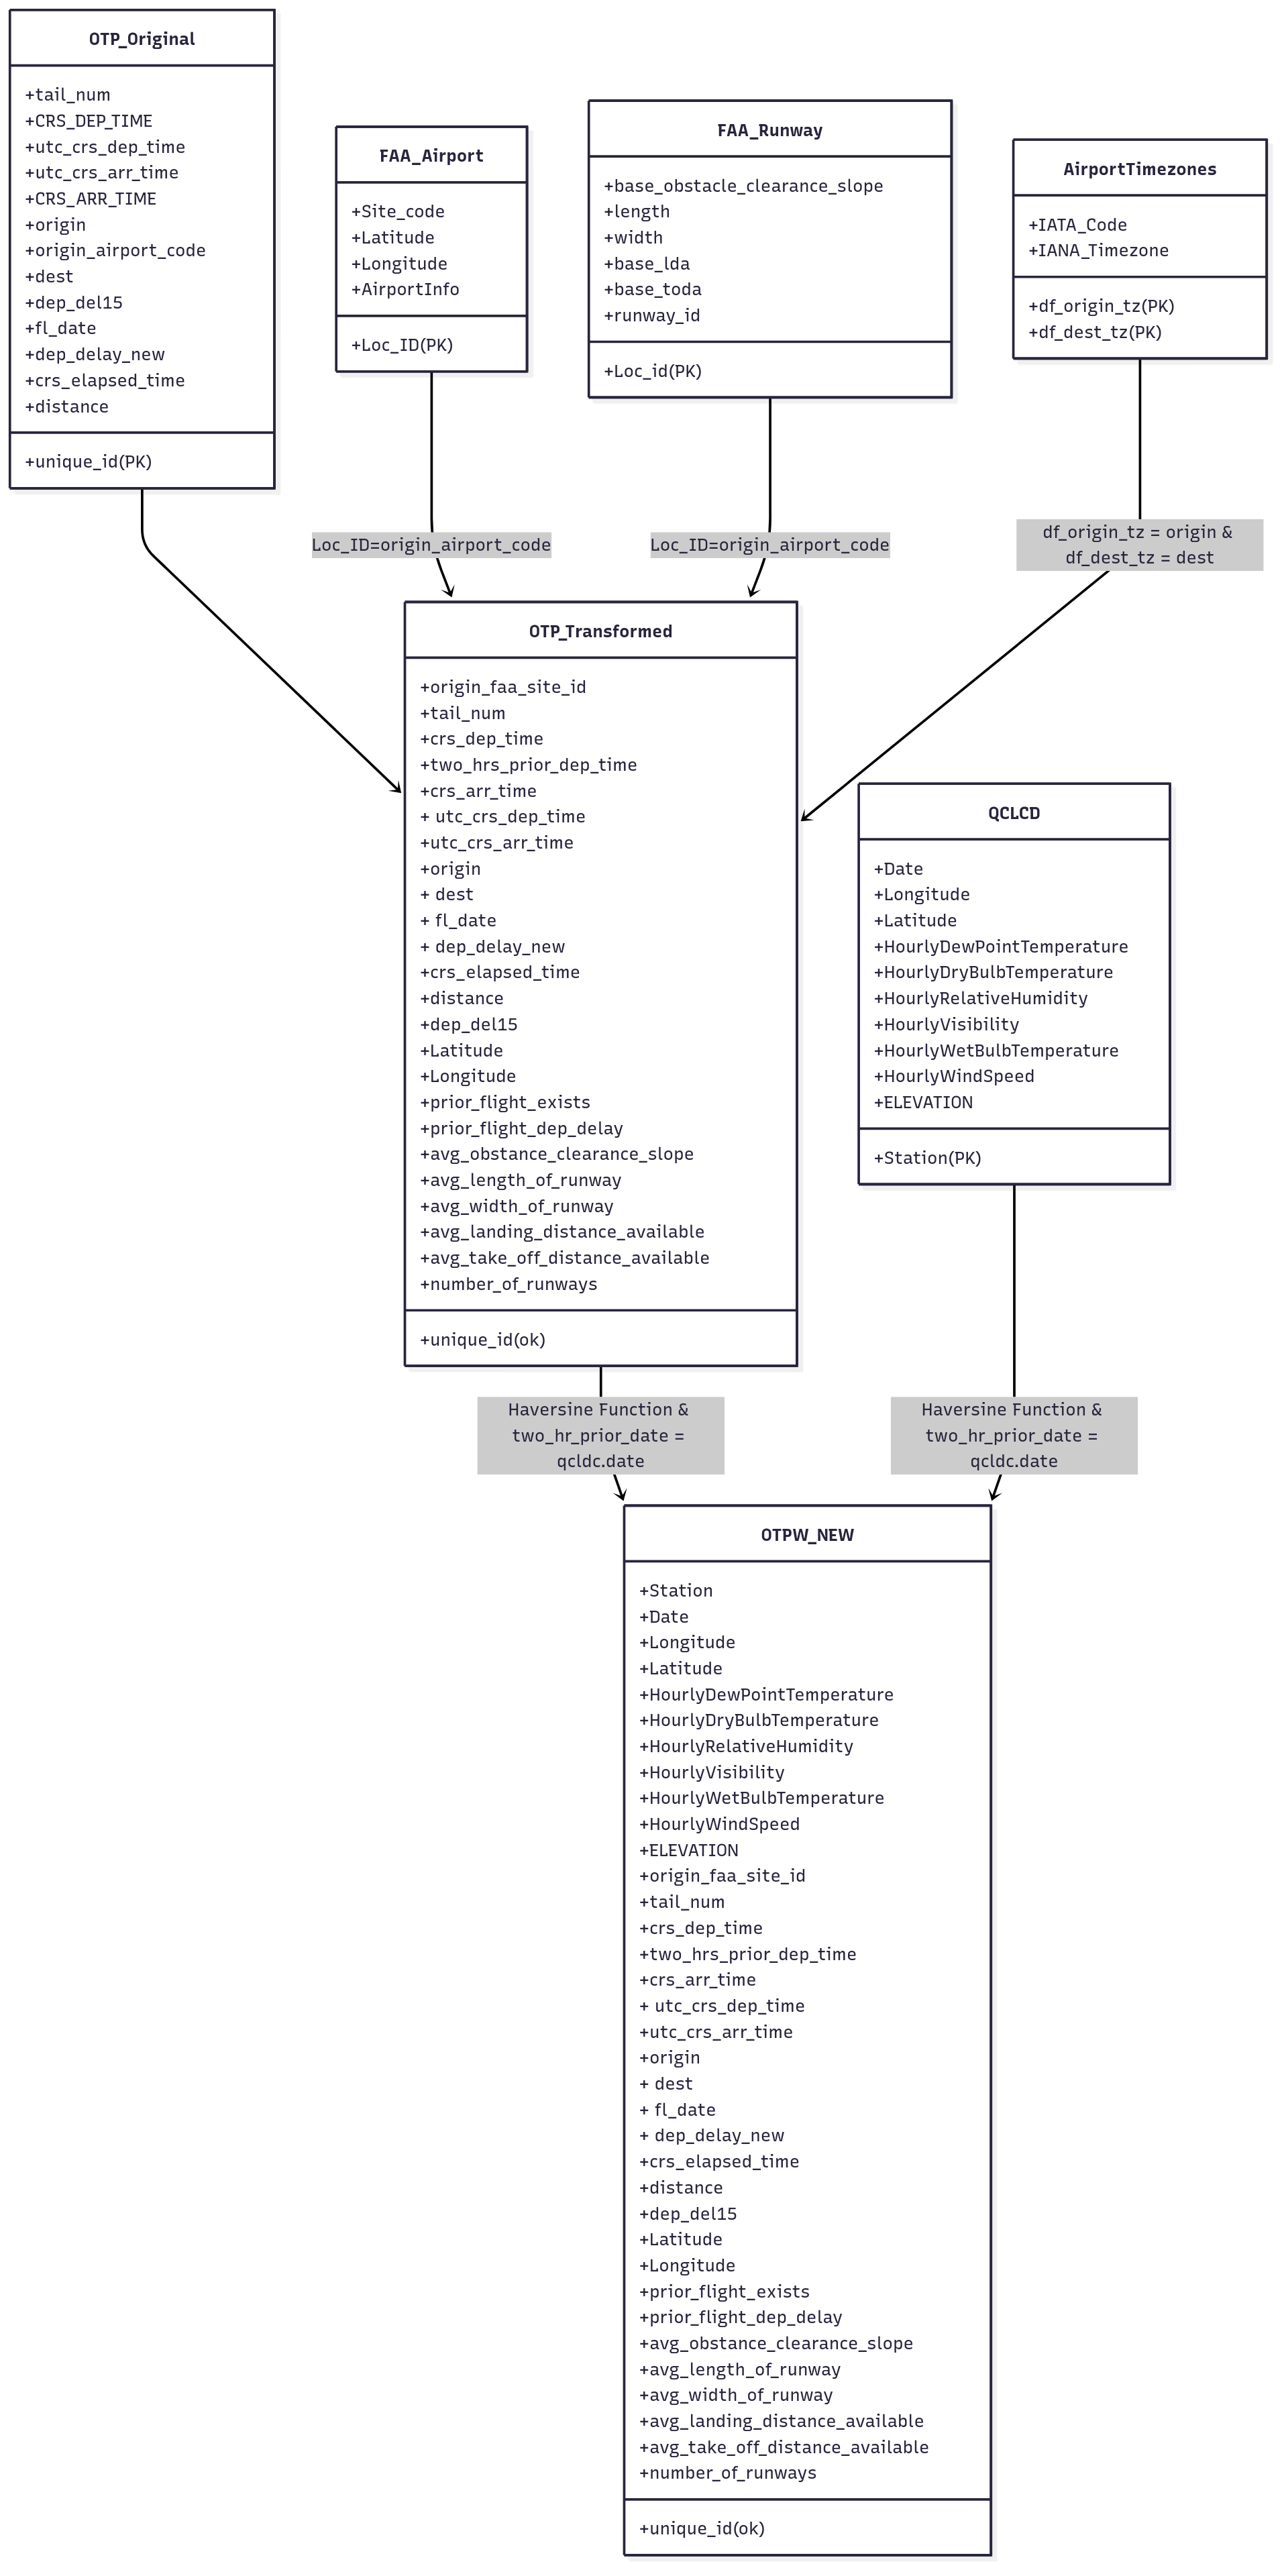 OTP_Original
+tail_num
+CRS_DEP_TIME
+utc_crs_dep_time
+utc_crs_arr_time
+CRS_ARR_TIME
+origin
+origin_airport_code
+dest
+dep_del15
+fl_date
+dep_delay_new
+crs_elapsed_time
+distance
+unique_id(PK)
FAA_Airport
+Site_code
+Latitude
+Longitude
+AirportInfo
+Loc_ID(PK)
FAA_Runway
+base_obstacle_clearance_slope
+length
+width
+base_lda
+base_toda
+runway_id
+Loc_id(PK)
AirportTimezones
+IATA_Code
+IANA_Timezone
+df_origin_tz(PK)
+df_dest_tz(PK)
Loc_ID=origin_airport_code
Loc_ID=origin_airport_code
df_origin_tz = origin &
df_dest_tz = dest
OTP_Transformed
+origin_faa_site_id
+tail_num
+crs_dep_time
+two_hrs_prior_dep_time
+crs_arr_time
+ utc_crs_dep_time
+utc_crs_arr_time
+origin
+ dest
+ fl_date
+ dep_delay_new
+crs_elapsed_time
+distance
+dep_del15
+Latitude
+Longitude
+prior_flight_exists
+prior_flight_dep_delay
+avg_obstance_clearance_slope
+avg_length_of_runway
+avg_width_of_runway
+avg_landing_distance_available
+avg_take_off_distance_available
+number_of_runways
+unique_id(ok)
QCLCD
+Date
+Longitude
+Latitude
+HourlyDewPointTemperature
+HourlyDryBulbTemperature
+HourlyRelativeHumidity
+HourlyVisibility
+HourlyWetBulbTemperature
+HourlyWindSpeed
+ELEVATION
+Station(PK)
Haversine Function &
two_hr_prior_date =
qcldc.date
Haversine Function &
two_hr_prior_date =
qcldc.date
OTPW_NEW
+Station
+Date
+Longitude
+Latitude
+HourlyDewPointTemperature
+HourlyDryBulbTemperature
+HourlyRelativeHumidity
+HourlyVisibility
+HourlyWetBulbTemperature
+HourlyWindSpeed
+ELEVATION
+origin_faa_site_id
+tail_num
+crs_dep_time
+two_hrs_prior_dep_time
+crs_arr_time
+ utc_crs_dep_time
+utc_crs_arr_time
+origin
+ dest
+ fl_date
+ dep_delay_new
+crs_elapsed_time
+distance
+dep_del15
+Latitude
+Longitude
+prior_flight_exists
+prior_flight_dep_delay
+avg_obstance_clearance_slope
+avg_length_of_runway
+avg_width_of_runway
+avg_landing_distance_available
+avg_take_off_distance_available
+number_of_runways
+unique_id(ok)